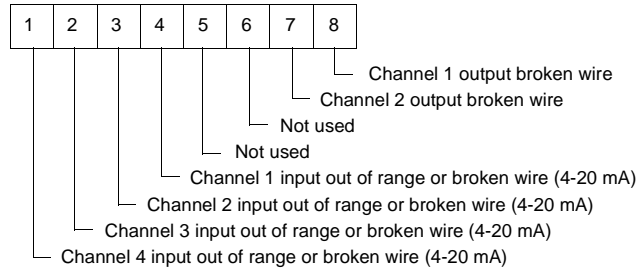 1 2 3 4 5 6 7 8
Channel 1 output broken wire
Channel 2 output broken wire
Not used
Not used
Channel 1 input out of range or broken wire (4-20 mA)
Channel 2 input out of range or broken wire (4-20 mA)
Channel 3 input out of range or broken wire (4-20 mA)
Channel 4 input out of range or broken wire (4-20 mA)